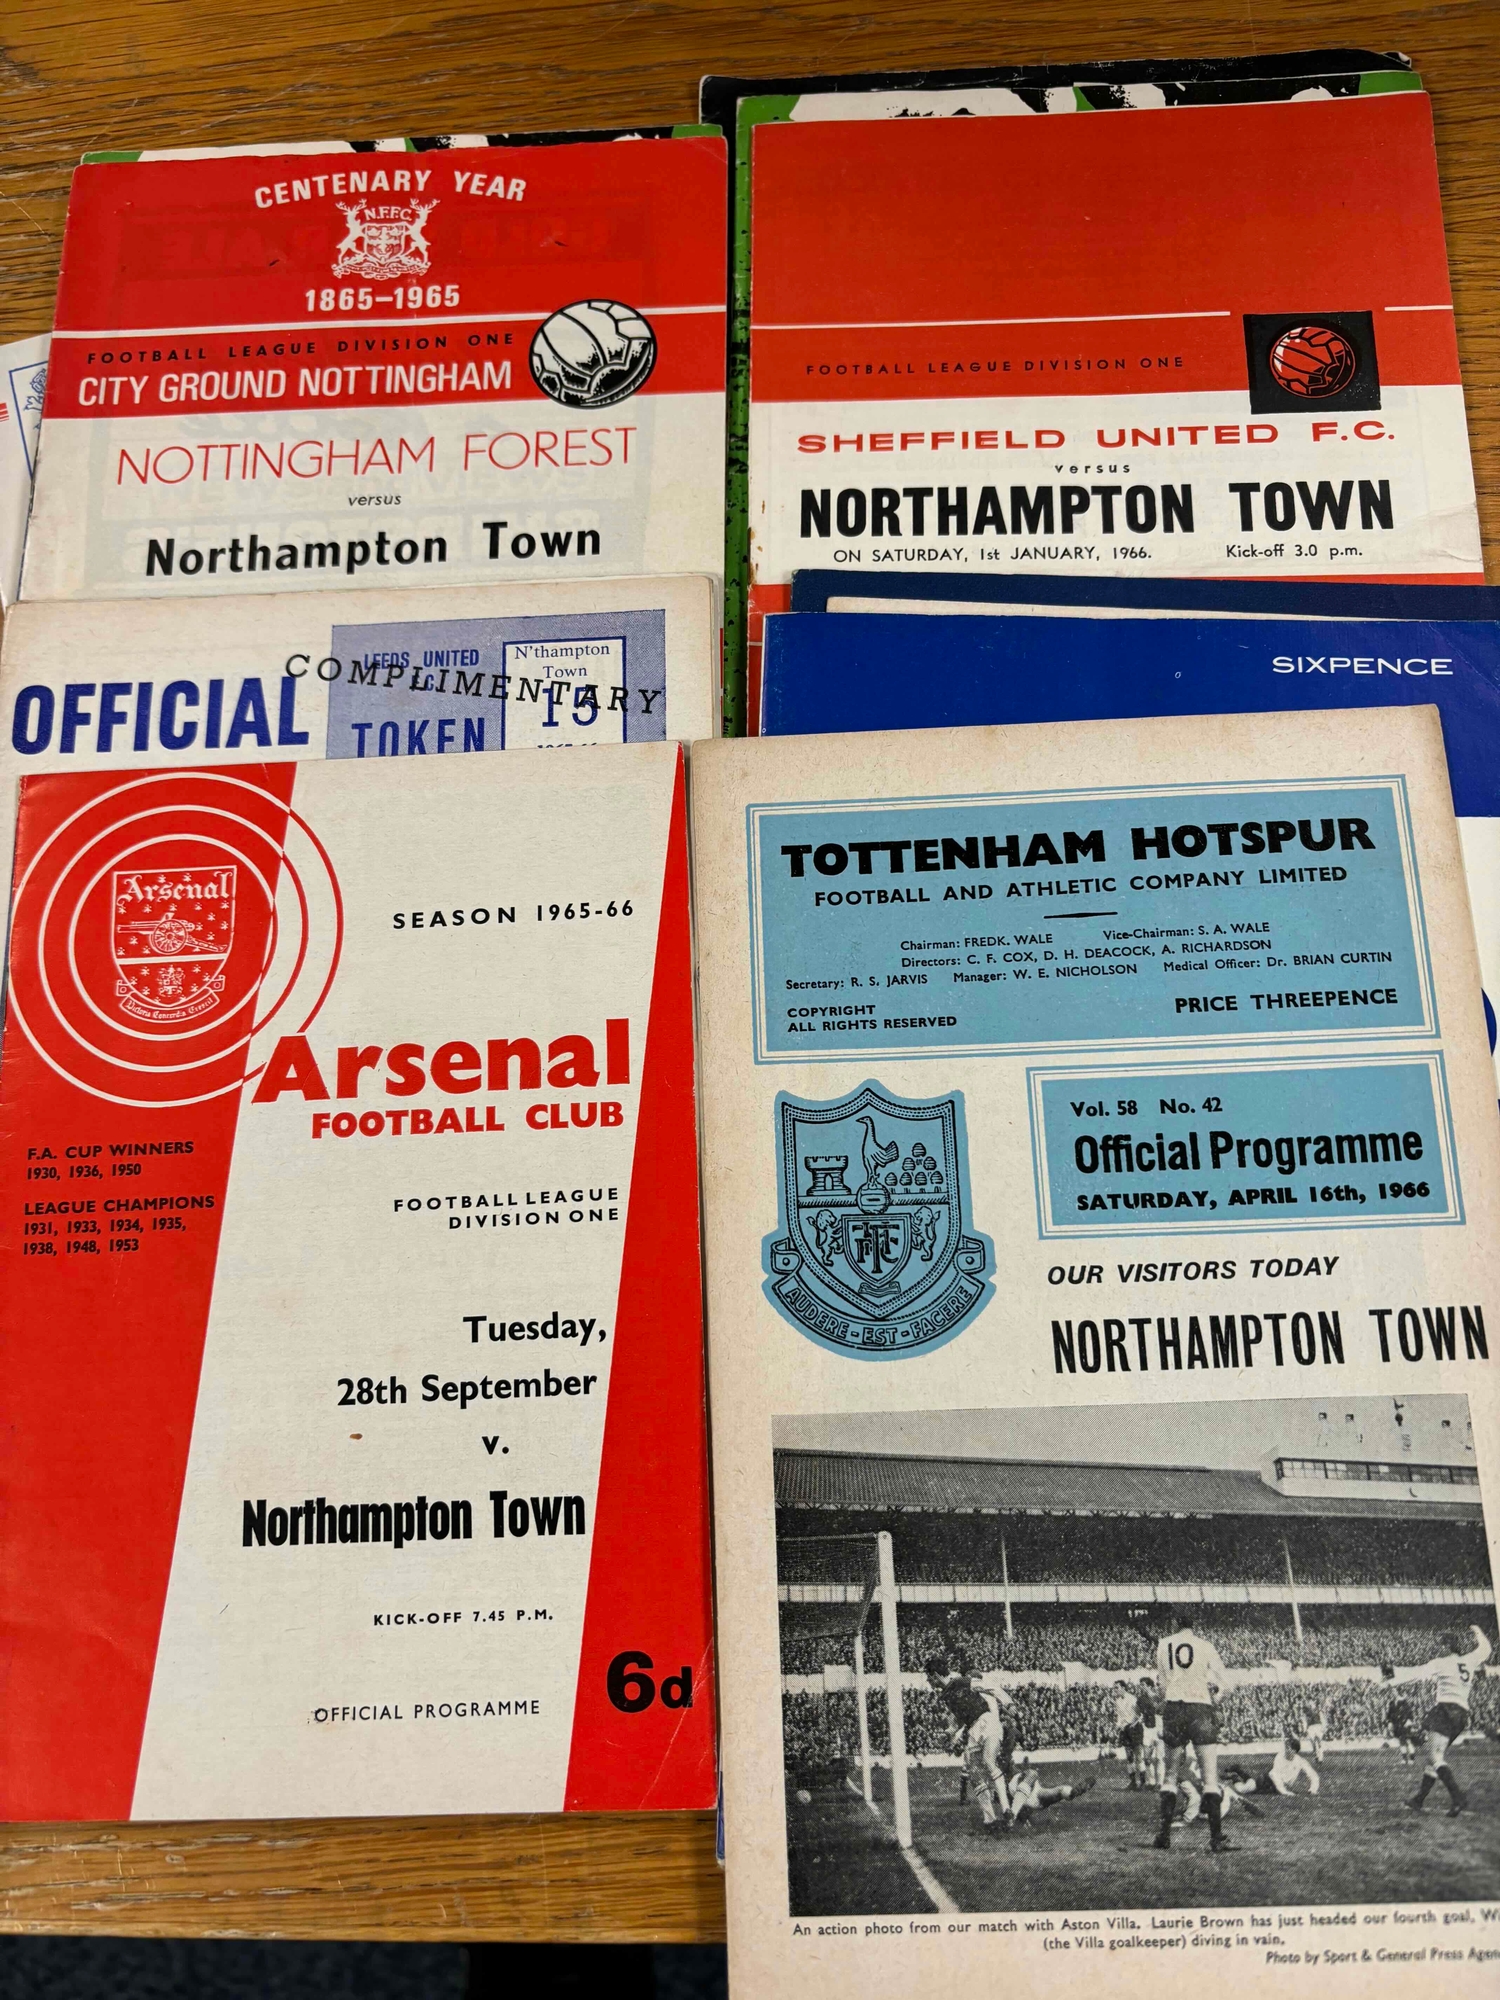 CENTENARY YEAR
N.F.F.C.
1865-1965
FOOTBALL LEAGUE DIVISION ONE
CITY GROUND NOTTINGHAM
NOTTINGHAM FOREST
versus
Northampton Town
FOOTBALL LEAGUE DIVISION ONE
SHEFFIELD UNITED F.C.
versus
NORTHAMPTON TOWN
ON SATURDAY, 1st JANUARY, 1966. Kick-off 3.0 p.m.
OFFICIAL
COMPLIMENTARY
LEEDS UNITED
TOKEN
N'thampton
Town
15
SIXPENCE
Arsenal
Victoria Concordia Crescit
SEASON 1965-66
Arsenal
FOOTBALL CLUB
F.A. CUP WINNERS
1930, 1936, 1950
LEAGUE CHAMPIONS
1931, 1933, 1934, 1935,
1938, 1948, 1953
FOOTBALL LEAGUE
DIVISION ONE
Tuesday,
28th September
v.
Northampton Town
KICK-OFF 7.45 P.M.
6d
OFFICIAL PROGRAMME
TOTTENHAM HOTSPUR
FOOTBALL AND ATHLETIC COMPANY LIMITED
Chairman: FREDK. WALE Vice-Chairman: S. A. WALE
Directors: C. F. COX, D. H. DEACOCK, A. RICHARDSON
Secretary: R. S. JARVIS Manager: W. E. NICHOLSON Medical Officer: Dr. BRIAN CURTIN
COPYRIGHT
ALL RIGHTS RESERVED
PRICE THREEPENCE
Vol. 58 No. 42
Official Programme
SATURDAY, APRIL 16th, 1966
AUDERE-EST-FACERE
OUR VISITORS TODAY
NORTHAMPTON TOWN
10
5
An action photo from our match with Aston Villa. Laurie Brown has just headed our fourth goal,
(the Villa goalkeeper) diving in vain.
Photo by Sport & General Press